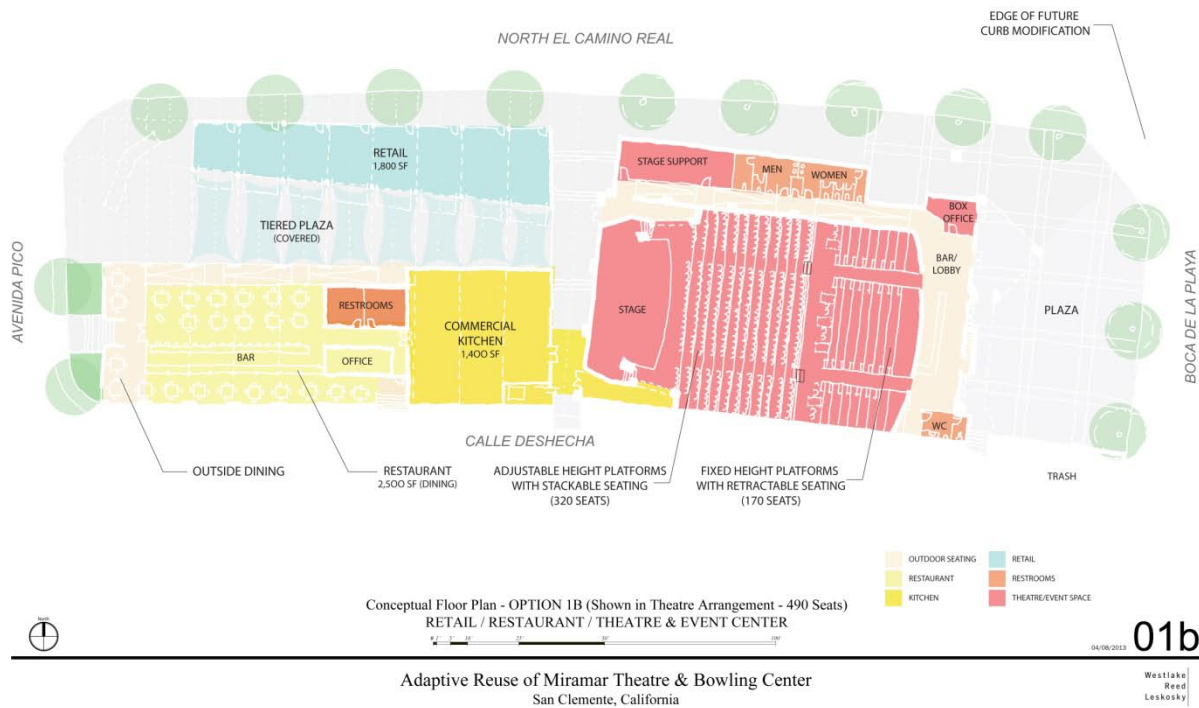 EDGE OF FUTURE
CURB MODIFICATION
NORTH EL CAMINO REAL
RETAIL
1,800 SF
STAGE SUPPORT
MEN
WOMEN
BOX
OFFICE
TIERED PLAZA
(COVERED)
BAR/
LOBBY
AVENIDA PICO
RESTROOMS
COMMERCIAL
KITCHEN
1,400 SF
STAGE
PLAZA
BOCA DE LA PLAYA
BAR
OFFICE
WC
CALLE DESHECHA
OUTSIDE DINING
RESTAURANT
2,500 SF (DINING)
ADJUSTABLE HEIGHT PLATFORMS
WITH STACKABLE SEATING
(320 SEATS)
FIXED HEIGHT PLATFORMS
WITH RETRACTABLE SEATING
(170 SEATS)
TRASH
OUTDOOR SEATING
RETAIL
RESTAURANT
RESTROOMS
KITCHEN
THEATRE/EVENT SPACE
Conceptual Floor Plan - OPTION 1B (Shown in Theatre Arrangement - 490 Seats)
RETAIL / RESTAURANT / THEATRE & EVENT CENTER
North
04/08/2013
01b
Adaptive Reuse of Miramar Theatre & Bowling Center
San Clemente, California
Westlake
Reed
Leskosky